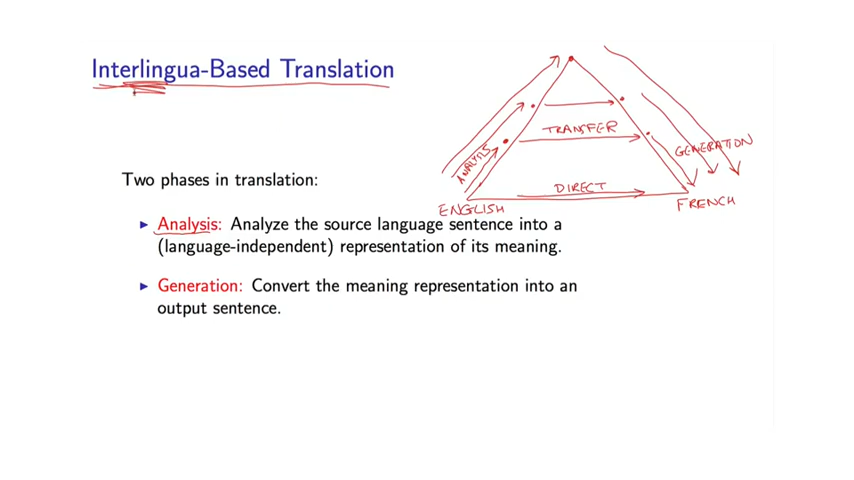 Interlingua-Based Translation
TRANSFER
ANALYSIS
GENERATION
DIRECT
ENGLISH
FRENCH
Two phases in translation:
Analysis: Analyze the source language sentence into a
(language-independent) representation of its meaning.
Generation: Convert the meaning representation into an
output sentence.